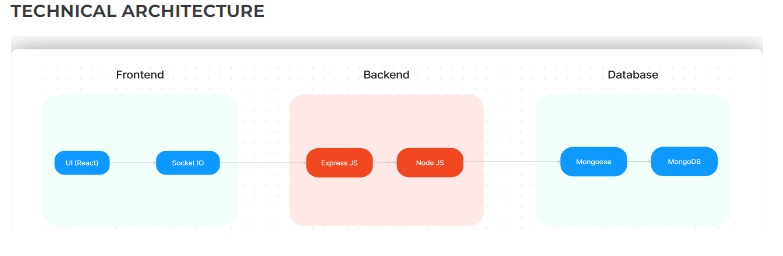 TECHNICAL ARCHITECTURE
Frontend Backend Database
UI (React) Socket IO Express JS Node JS Mongoose MongoDB